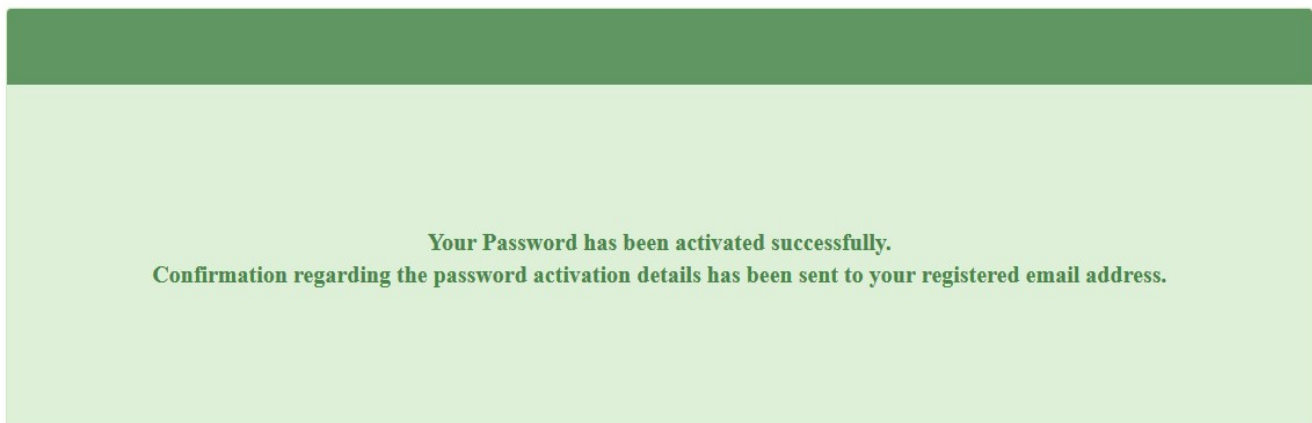 Your Password has been activated successfully.
Confirmation regarding the password activation details has been sent to your registered email address.